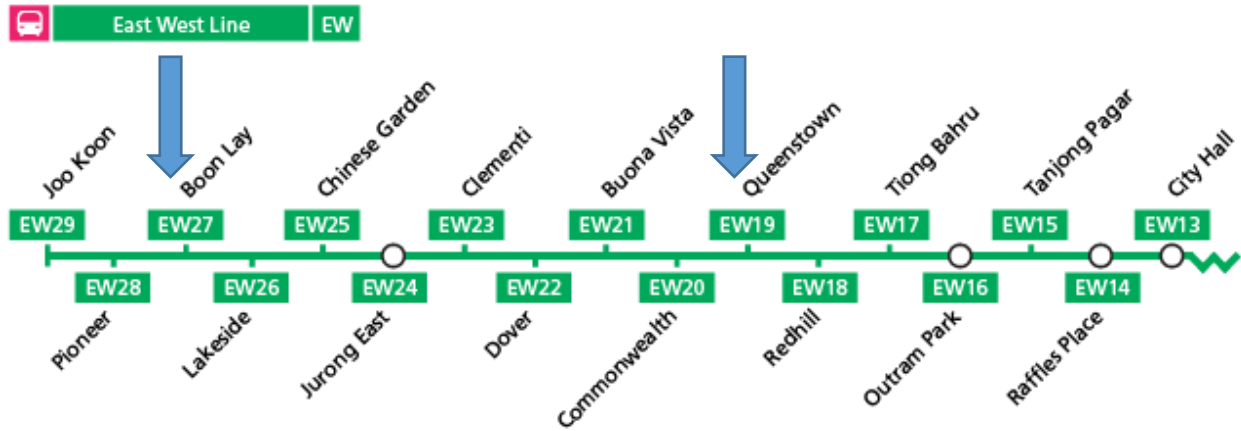 East West Line EW
Joo Koon
Boon Lay
Chinese Garden
Clementi
Buona Vista
Queenstown
Tiong Bahru
Tanjong Pagar
City Hall
EW29 EW27 EW25 EW23 EW21 EW19 EW17 EW15 EW13
EW28 EW26 EW24 EW22 EW20 EW18 EW16 EW14
Pioneer
Lakeside
Jurong East
Dover
Commonwealth
Redhill
Outram Park
Raffles Place